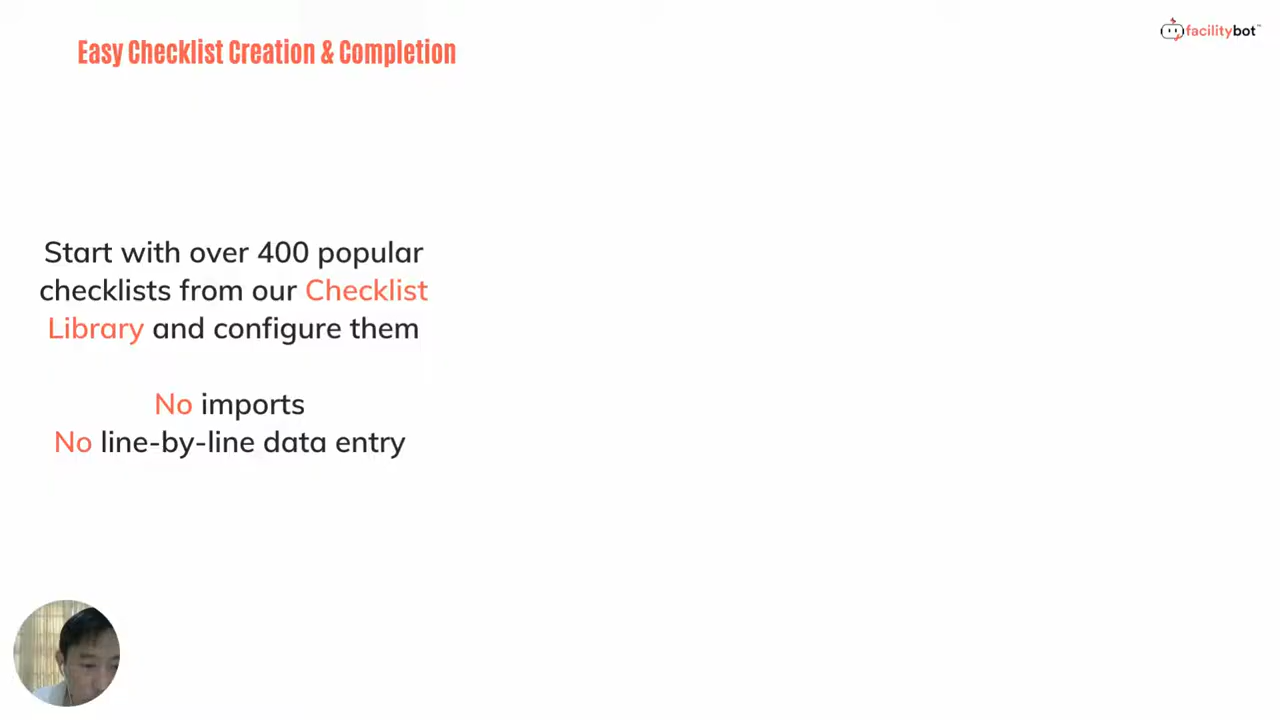 Easy Checklist Creation & Completion
facilitybot™
Start with over 400 popular
checklists from our Checklist
Library and configure them
No imports
No line-by-line data entry